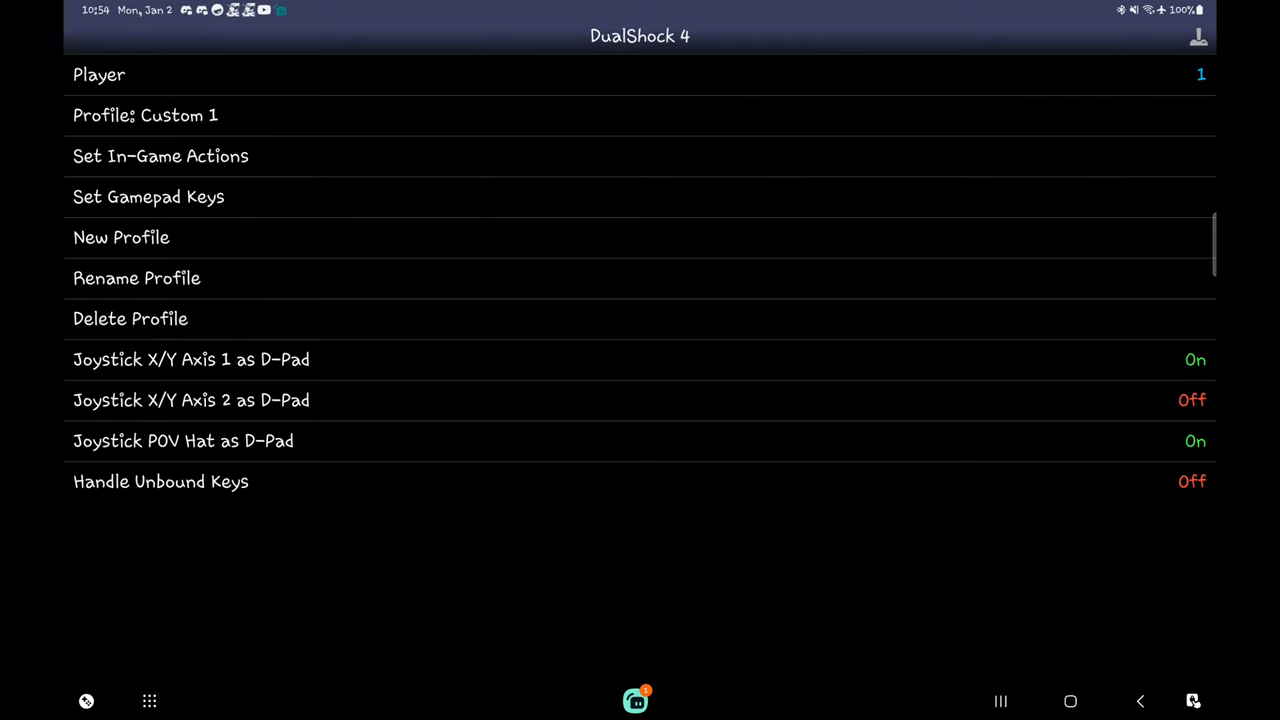 10:54 Mon, Jan 2
100%
DualShock 4
Player 1
Profile: Custom 1
Set In-Game Actions
Set Gamepad Keys
New Profile
Rename Profile
Delete Profile
Joystick X/Y Axis 1 as D-Pad On
Joystick X/Y Axis 2 as D-Pad Off
Joystick POV Hat as D-Pad On
Handle Unbound Keys Off
1